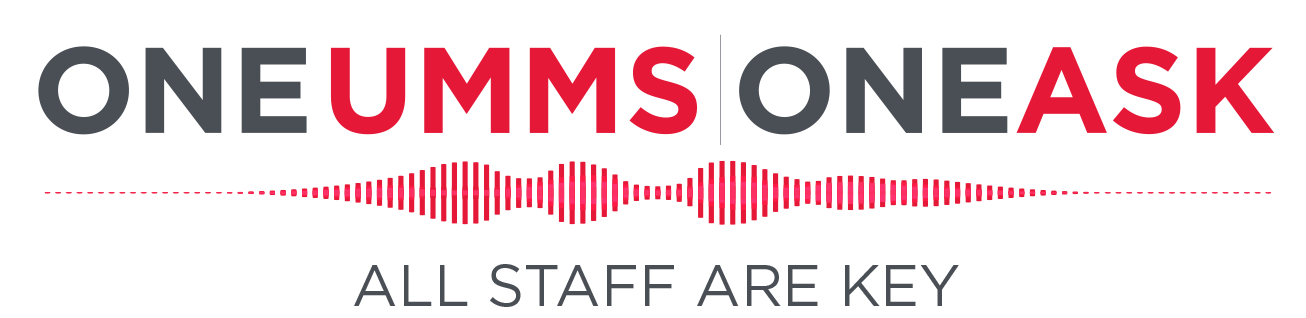 ONEUMMS | ONEASK
ALL STAFF ARE KEY